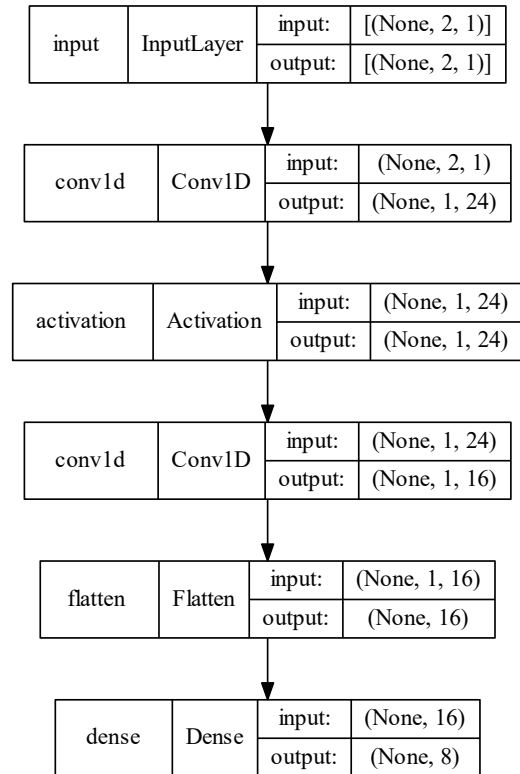 input InputLayer input: [(None, 2, 1)]
output: [(None, 2, 1)]
conv1d Conv1D input: (None, 2, 1)
output: (None, 1, 24)
activation Activation input: (None, 1, 24)
output: (None, 1, 24)
conv1d Conv1D input: (None, 1, 24)
output: (None, 1, 16)
flatten Flatten input: (None, 1, 16)
output: (None, 16)
dense Dense input: (None, 16)
output: (None, 8)